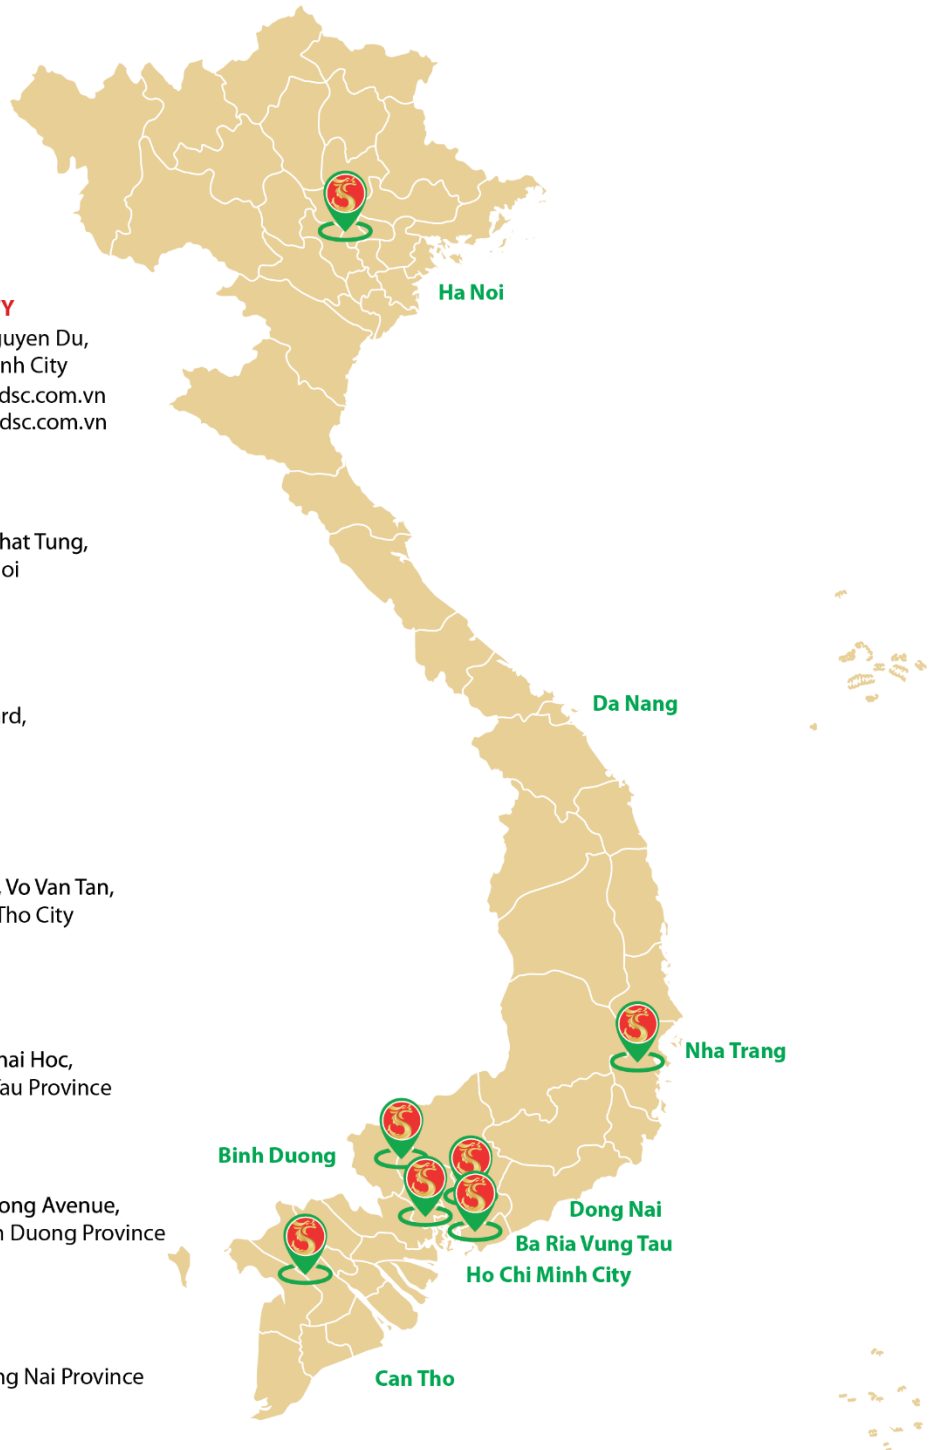 Ha Noi
Y
guyen Du,
nh City
dsc.com.vn
dsc.com.vn
hat Tung,
oi
Da Nang
rd,
, Vo Van Tan,
Tho City
Nha Trang
hai Hoc,
Tau Province
Binh Duong
ong Avenue,
Dong Nai
h Duong Province
Ba Ria Vung Tau
Ho Chi Minh City
ng Nai Province
Can Tho